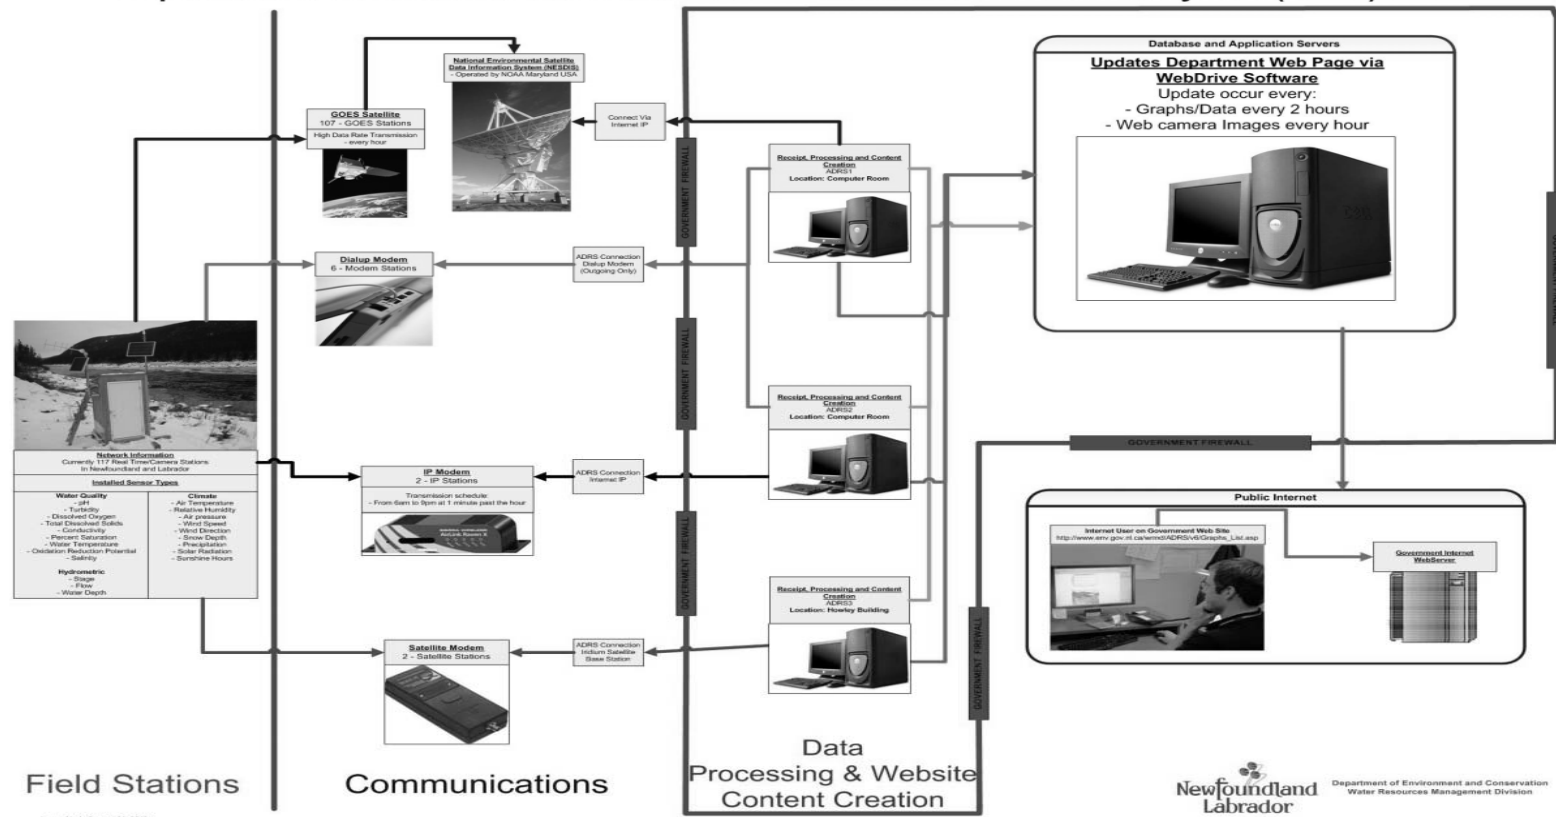 Field Stations
Network Information
Currently 117 Real Time/Camera Stations
In Newfoundland and Labrador
Installed Sensor Types
Water Quality
- pH
- Turbidity
- Dissolved Oxygen
- Total Dissolved Solids
- Conductivity
- Percent Saturation
- Water Temperature
- Oxidation Reduction Potential
- Salinity
Hydrometric
- Stage
- Flow
- Water Depth
Climate
- Air Temperature
- Relative Humidity
- Air pressure
- Wind Speed
- Wind Direction
- Snow Depth
- Precipitation
- Solar Radiation
- Sunshine Hours
Communications
GOES Satellite
107 - GOES Stations
High Data Rate Transmission
- every hour
National Environmental Satellite
Data Information System (NESDIS)
- Operated by NOAA Maryland USA
Connect Via
Internet IP
Dialup Modem
6 - Modem Stations
ADRS Connection
Dialup Modem
(Outgoing Only)
IP Modem
2 - IP Stations
Transmission schedule
- From 6am to 9pm at 1 minute past the hour
ADRS Connection
Internet IP
Satellite Modem
2 - Satellite Stations
ADRS Connection
Iridium Satellite
Base Station
GOVERNMENT FIREWALL
GOVERNMENT FIREWALL
GOVERNMENT FIREWALL
Data
Processing & Website
Content Creation
Receipt, Processing and Content
Creation
ADRS1
Location: Computer Room
Receipt, Processing and Content
Creation
ADRS2
Location: Computer Room
Receipt, Processing and Content
Creation
ADRS3
Location: Howley Building
Database and Application Servers
Updates Department Web Page via
WebDrive Software
Update occur every:
- Graphs/Data every 2 hours
- Web camera Images every hour
GOVERNMENT FIREWALL
GOVERNMENT FIREWALL
Public Internet
Internet User on Government Web Site
http://www.env.gov.nl.ca/wrmd/ADRS/v6/Graphs_List.asp
Government Internet
WebServer
Newfoundland
Labrador
Department of Environment and Conservation
Water Resources Management Division